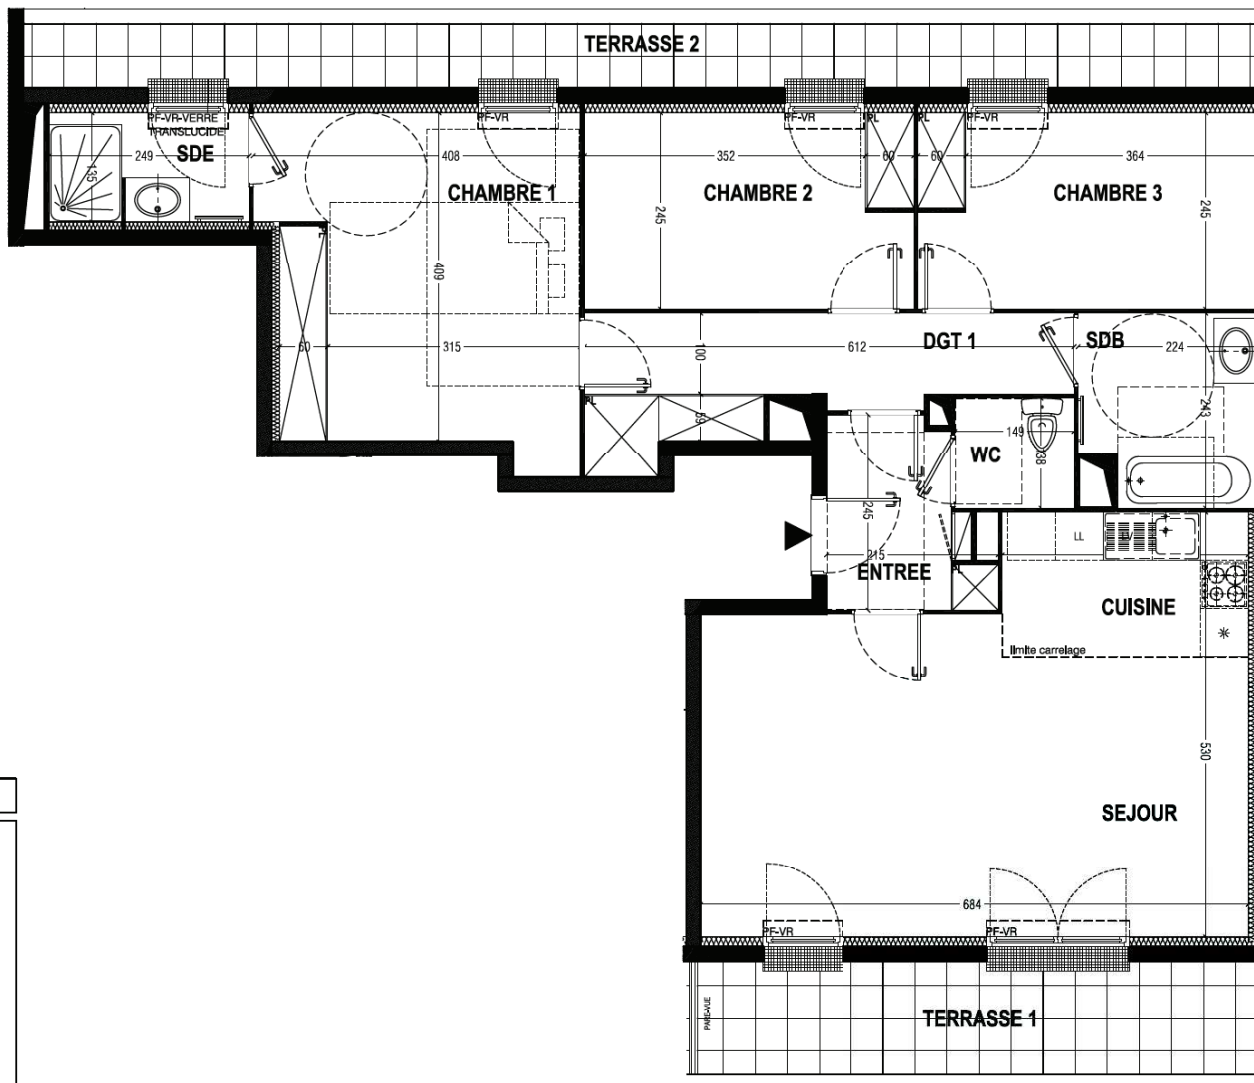 TERRASSE 2
PF-VR-VERRE
TRANSLUCIDE
SDE
249
135
PF-VR
408
CHAMBRE 1
409
PL
60
315
PF-VR
PL
352
60
CHAMBRE 2
245
PL
60
PF-VR
364
CHAMBRE 3
245
DGT 1
612
100
PL
59
SDB
224
243
149
WC
245
215
ENTREE
LL
LV
CUISINE
limite carrelage
530
SEJOUR
684
PF-VR
PF-VR
PARE-VUE
TERRASSE 1